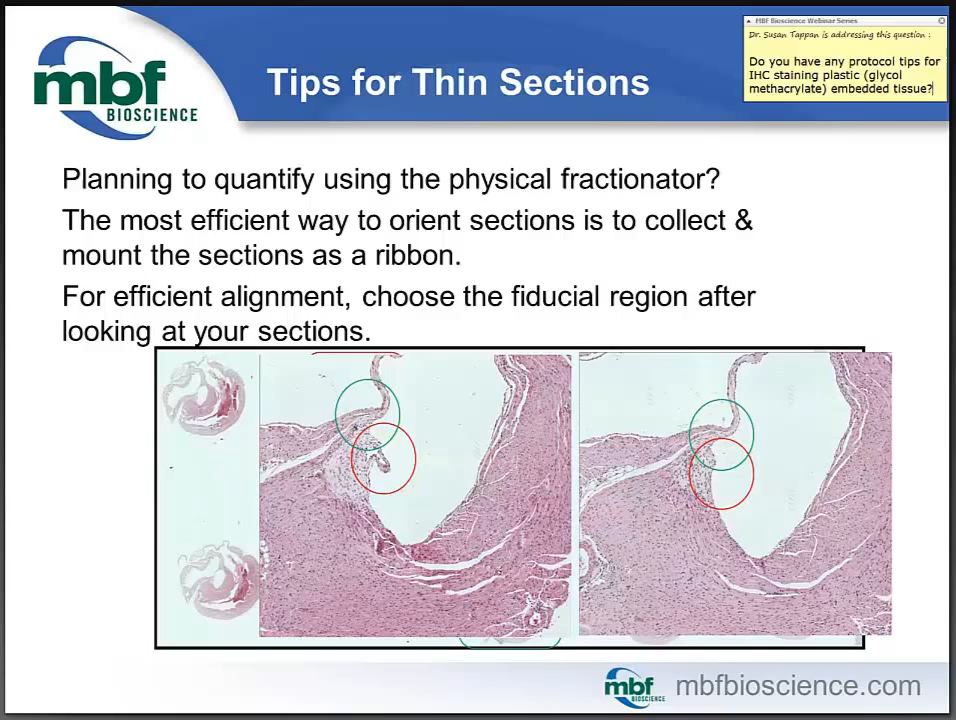 mbf
BIOSCIENCE
Tips for Thin Sections
MBF Bioscience Webinar Series
Dr. Susan Tappan is addressing this question :
Do you have any protocol tips for
IHC staining plastic (glycol
methacrylate) embedded tissue?
Planning to quantify using the physical fractionator?
The most efficient way to orient sections is to collect &
mount the sections as a ribbon.
For efficient alignment, choose the fiducial region after
looking at your sections.
mbf
BIOSCIENCE
mbfbioscience.com